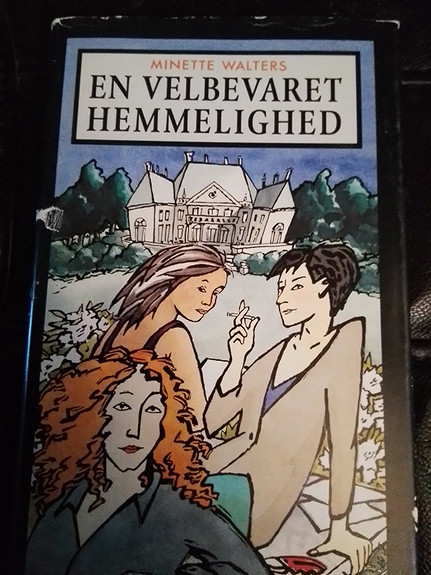 MINETTE WALTERS
EN VELBEVARET
HEMMELIGHED